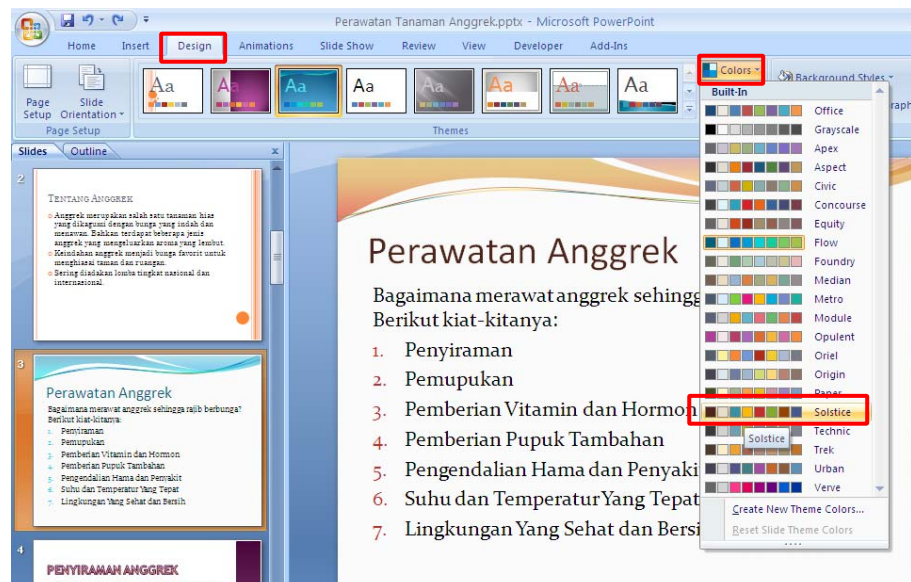 Perawatan Tanaman Anggrek.pptx - Microsoft PowerPoint
Home Insert Design Animations Slide Show Review View Developer Add-Ins
Page Setup
Slide Orientation
Page Setup
Aa Aa Aa Aa Aa Aa Aa Aa
Themes
Colors
Background Styles
Slides Outline x
2
TENTANG ANGGREK
Anggrek merupakan salah satu tanaman hias
yang dikagumi dengan bunga yang indah dan
menawan. Bahkan terdapat beberapa jenis
anggrek yang mengeluarkan aroma yang lembut.
Keindahan anggrek menjadi bunga favorit untuk
menghiasi taman dan ruangan.
Sering diadakan lomba tingkat nasional dan
internasional.
3
Perawatan Anggrek
Bagaimana merawat anggrek sehingga rajib berbunga?
Berikut kiat-kitanya:
1. Penyiraman
2. Pemupukan
3. Pemberian Vitamin dan Hormon
4. Pemberian Pupuk Tambahan
5. Pengendalian Hama dan Penyakit
6. Suhu dan Temperatur Yang Tepat
7. Lingkungan Yang Sehat dan Bersih
4
PENYIRAMAN ANGGREK
Perawatan Anggrek
Bagaimana merawat anggrek sehingg
Berikut kiat-kitanya:
1. Penyiraman
2. Pemupukan
3. Pemberian Vitamin dan Hormon
4. Pemberian Pupuk Tambahan
5. Pengendalian Hama dan Penyaki
6. Suhu dan Temperatur Yang Tepat
7. Lingkungan Yang Sehat dan Bersi
Built-In
Office
Grayscale
Apex
Aspect
Civic
Concourse
Equity
Flow
Foundry
Median
Metro
Module
Opulent
Oriel
Origin
Paper
Solstice
Technic
Solstice
Trek
Urban
Verve
Create New Theme Colors...
Reset Slide Theme Colors